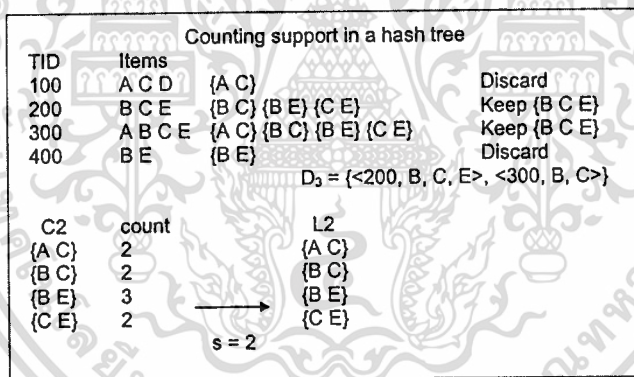 Counting support in a hash tree
TID Items
100 A C D {A C} Discard
200 B C E {B C} {B E} {C E} Keep {B C E}
300 A B C E {A C} {B C} {B E} {C E} Keep {B C E}
400 B E {B E} Discard
D3 = {<200, B, C, E>, <300, B, C>}
C2 count L2
{A C} 2 {A C}
{B C} 2 {B C}
{B E} 3 {B E}
{C E} 2 {C E}
s = 2